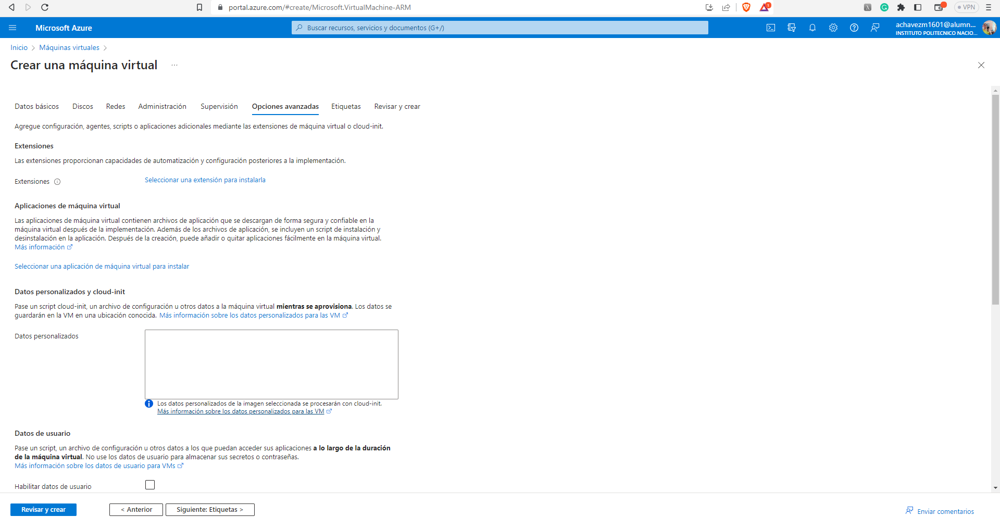 portal.azure.com/#create/Microsoft.VirtualMachine-ARM
1
VPN
Microsoft Azure
Buscar recursos, servicios y documentos (G+/)
achavezm1601@alumn...
INSTITUTO POLITECNICO NACIO...
Inicio > Máquinas virtuales >
Crear una máquina virtual ...
Datos básicos Discos Redes Administración Supervisión Opciones avanzadas Etiquetas Revisar y crear
Agregue configuración, agentes, scripts o aplicaciones adicionales mediante las extensiones de máquina virtual o cloud-init.
Extensiones
Las extensiones proporcionan capacidades de automatización y configuración posteriores a la implementación.
Extensiones Seleccionar una extensión para instalarla
Aplicaciones de máquina virtual
Las aplicaciones de máquina virtual contienen archivos de aplicación que se descargan de forma segura y confiable en la
máquina virtual después de la implementación. Además de los archivos de aplicación, se incluyen un script de instalación y
desinstalación en la aplicación. Después de la creación, puede añadir o quitar aplicaciones fácilmente en la máquina virtual.
Más información
Seleccionar una aplicación de máquina virtual para instalar
Datos personalizados y cloud-init
Pase un script cloud-init, un archivo de configuración u otros datos a la máquina virtual mientras se aprovisiona. Los datos se
guardarán en la VM en una ubicación conocida. Más información sobre los datos personalizados para las VM
Datos personalizados
Los datos personalizados de la imagen seleccionada se procesarán con cloud-init.
Más información sobre los datos personalizados para las VM
Datos de usuario
Pase un script, un archivo de configuración u otros datos a los que puedan acceder sus aplicaciones a lo largo de la duración
de la máquina virtual. No use los datos de usuario para almacenar sus secretos o contraseñas.
Más información sobre los datos de usuario para VMs
Habilitar datos de usuario
Revisar y crear < Anterior Siguiente: Etiquetas > Enviar comentarios